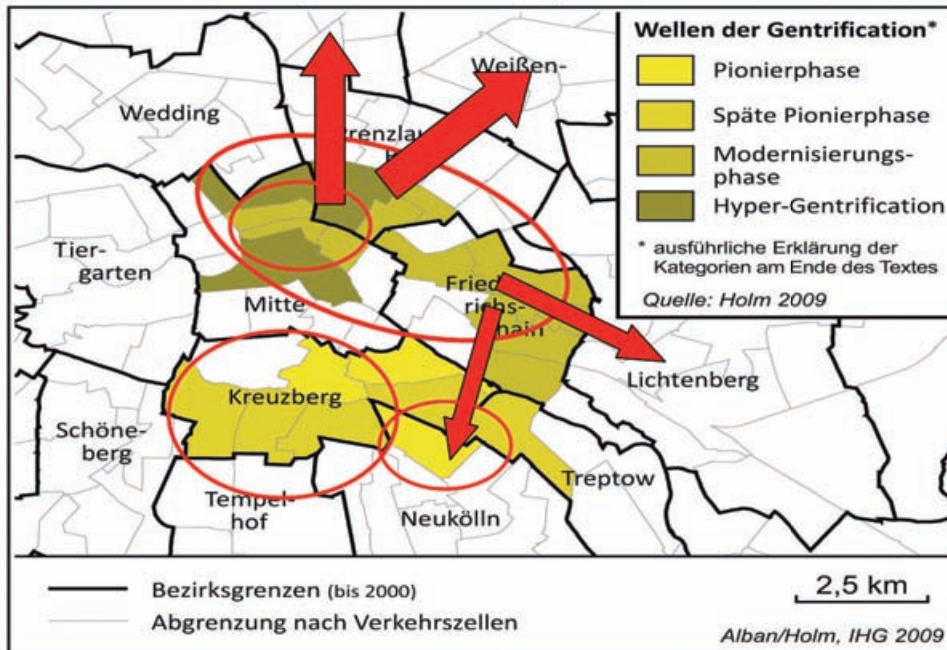 Wellen der Gentrification*
Pionierphase
Späte Pionierphase
Modernisierungs-
phase
Hyper-Gentrification
* ausführliche Erklärung der
Kategorien am Ende des Textes
Quelle: Holm 2009
Weißen-
Wedding
Tier-
garten
Mitte
richs-
hain
Lichtenberg
Kreuzberg
Schöne-
berg
Treptow
Tempel-
hof
Neukölln
Bezirksgrenzen (bis 2000)
Abgrenzung nach Verkehrszellen
2,5 km
Alban/Holm, IHG 2009